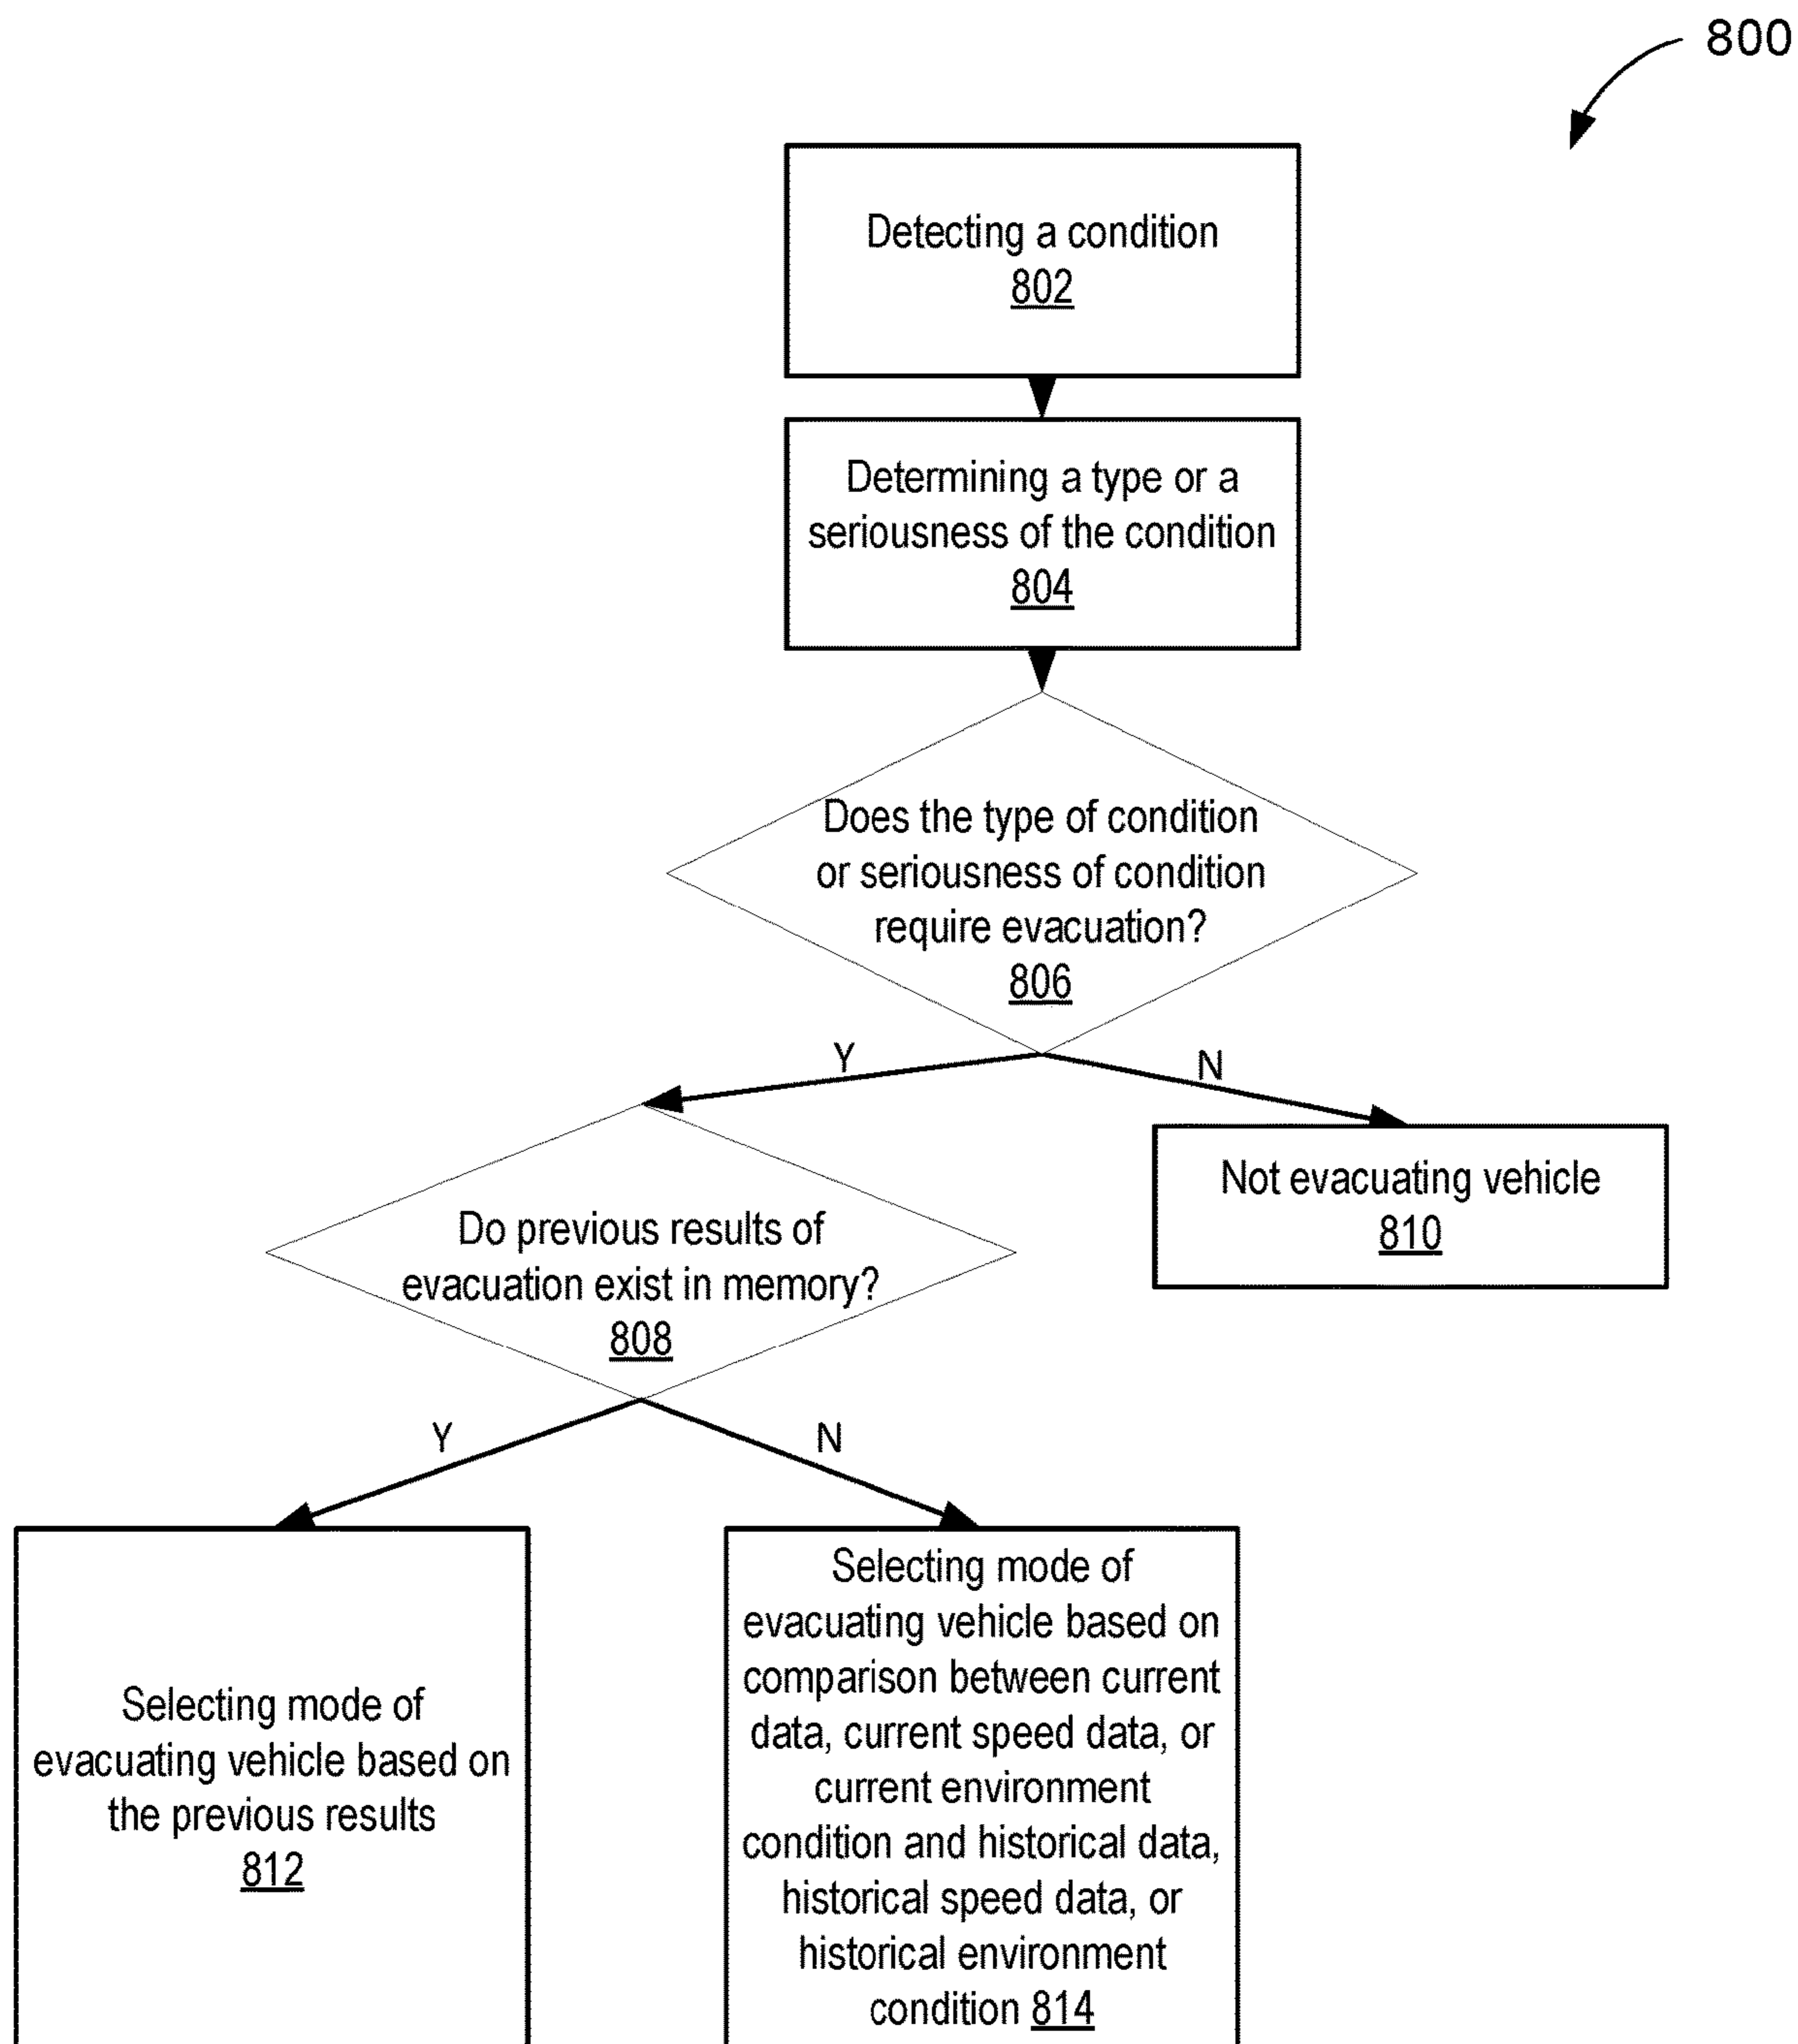 800
Detecting a condition
802
Determining a type or a
seriousness of the condition
804
Does the type of condition
or seriousness of condition
require evacuation?
806
Y
N
Not evacuating vehicle
810
Do previous results of
evacuation exist in memory?
808
Y
N
Selecting mode of
evacuating vehicle based on
the previous results
812
Selecting mode of
evacuating vehicle based on
comparison between current
data, current speed data, or
current environment
condition and historical data,
historical speed data, or
historical environment
condition 814